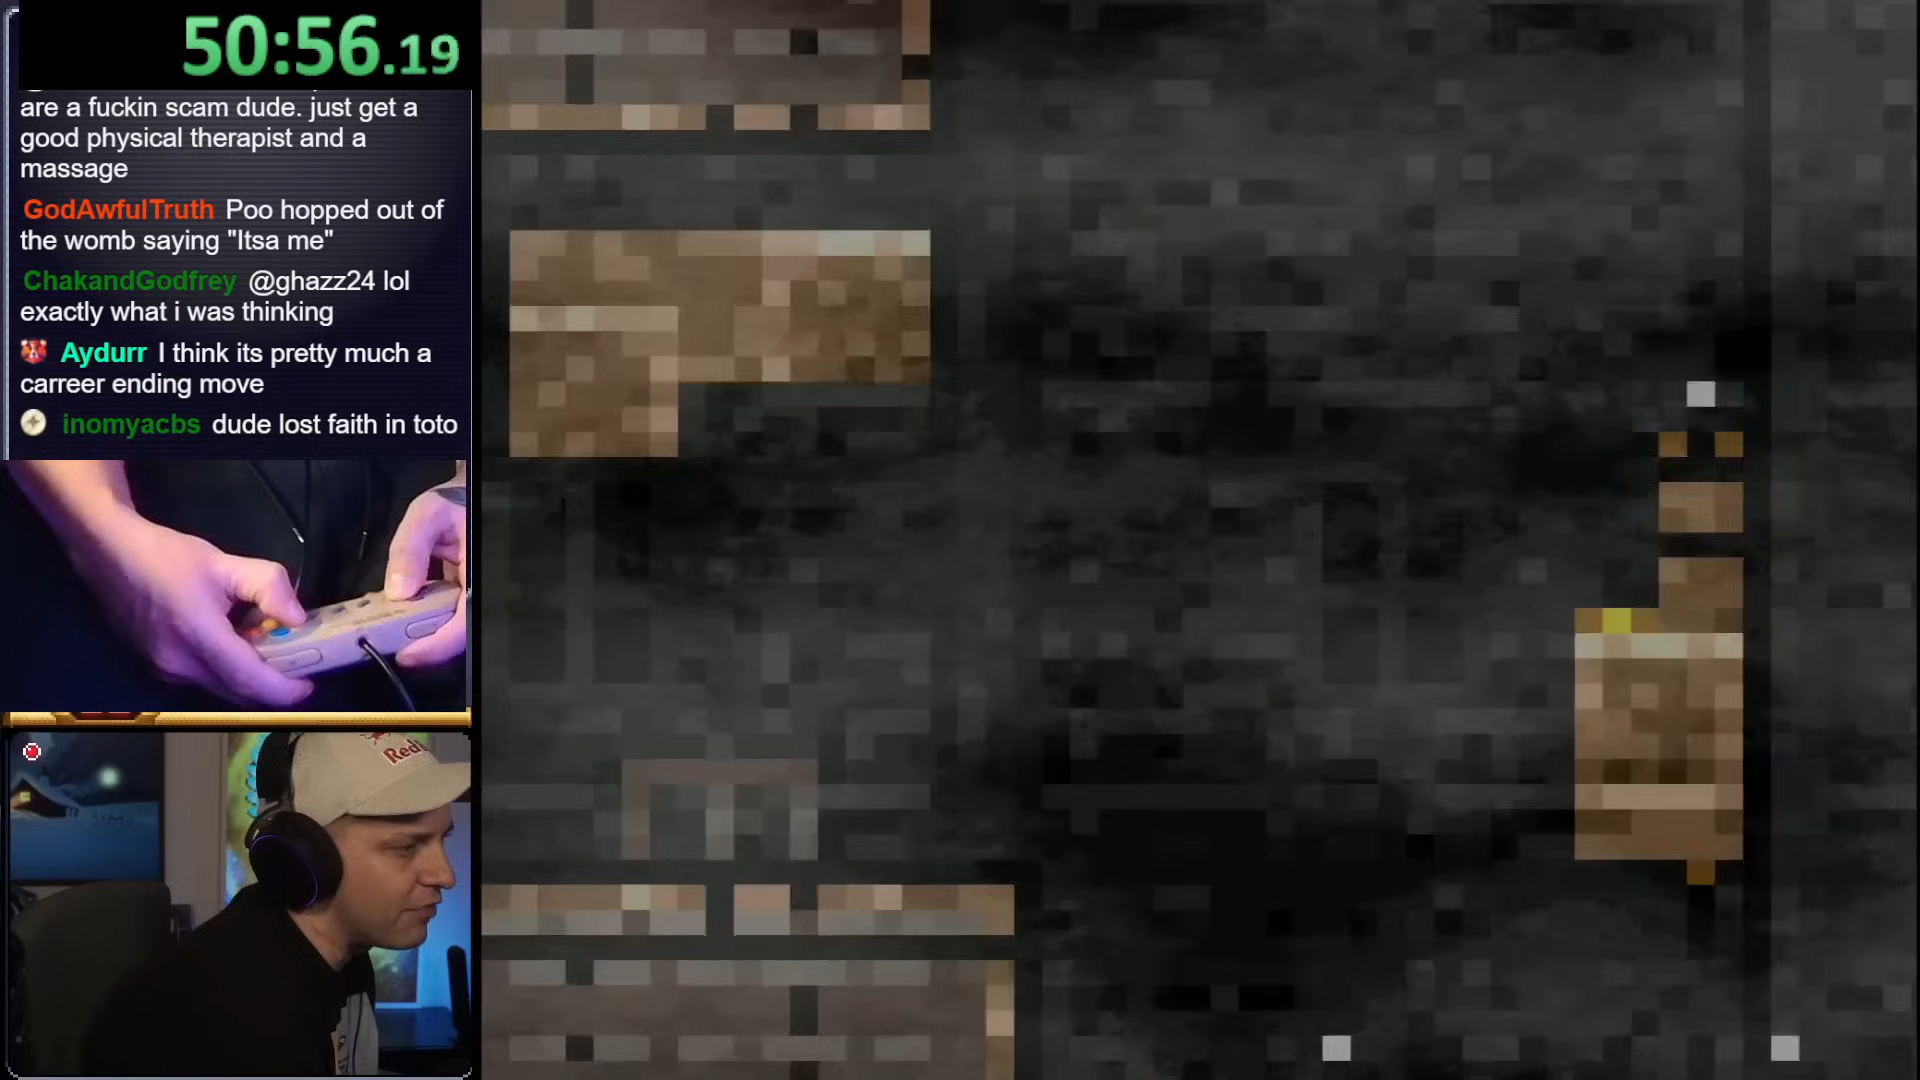 50:56.19
are a fuckin scam dude. just get a
good physical therapist and a
massage
GodAwfulTruth Poo hopped out of
the womb saying "Itsa me"
ChakandGodfrey @ghazz24 lol
exactly what i was thinking
Aydurr I think its pretty much a
carreer ending move
inomyacbs dude lost faith in toto
Red